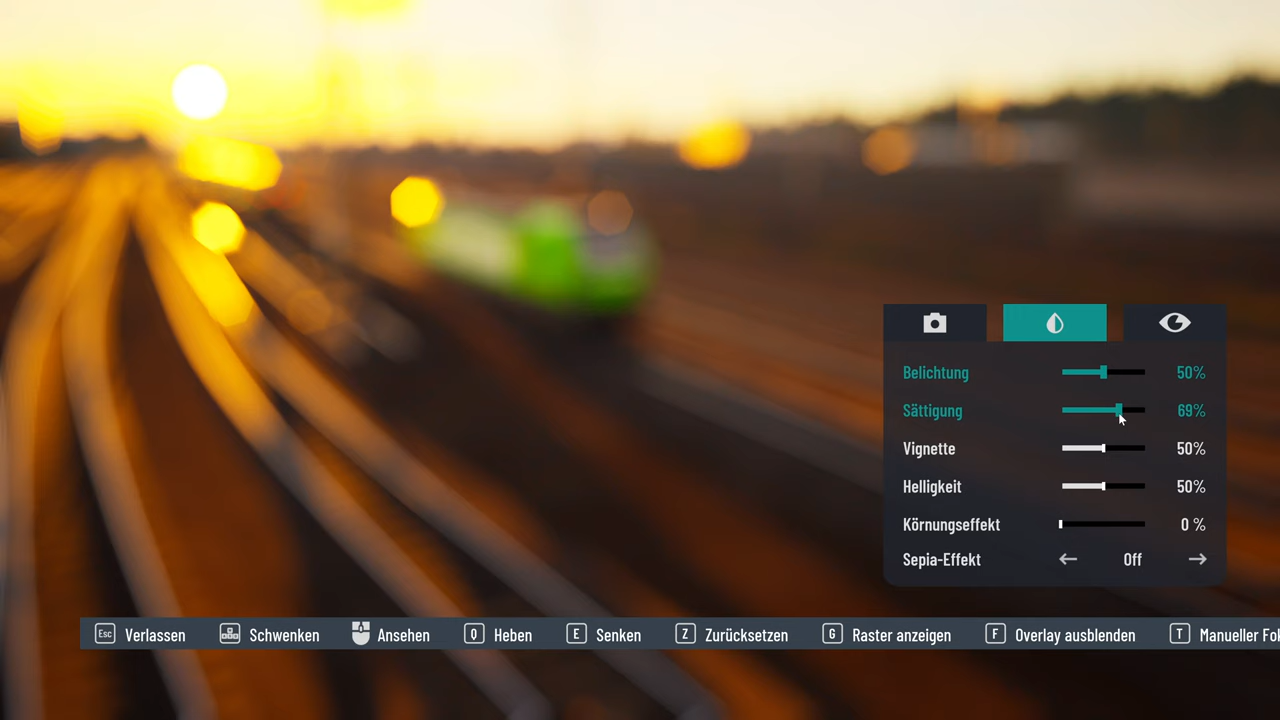 Belichtung 50%
Sättigung 69%
Vignette 50%
Helligkeit 50%
Körnungseffekt 0 %
Sepia-Effekt Off
Esc Verlassen Schwenken Ansehen Q Heben E Senken Z Zurücksetzen G Raster anzeigen F Overlay ausblenden T Manueller